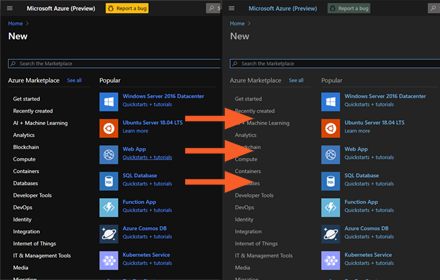 Microsoft Azure (Preview)
Report a bug
Home
New
Search the Marketplace
Azure Marketplace
See all
Popular
Get started
Recently created
AI + Machine Learning
Analytics
Blockchain
Compute
Containers
Databases
Developer Tools
DevOps
Identity
Integration
Internet of Things
IT & Management Tools
Media
Windows Server 2016 Datacenter
Quickstarts + tutorials
Ubuntu Server 18.04 LTS
Learn more
Web App
Quickstarts + tutorials
SQL Database
Quickstarts + tutorials
Function App
Quickstarts + tutorials
Azure Cosmos DB
Quickstarts + tutorials
Kubernetes Service
Quickstarts + tutorials
Microsoft Azure (Preview)
Report a bug
Home
New
Search the Marketplace
Azure Marketplace
See all
Popular
Get started
Recently created
AI + Machine Learning
Analytics
Blockchain
Compute
Containers
Databases
Developer Tools
DevOps
Identity
Integration
Internet of Things
IT & Management Tools
Media
Windows Server 2016 Datacenter
Quickstarts + tutorials
Ubuntu Server 18.04 LTS
Learn more
Web App
Quickstarts + tutorials
SQL Database
Quickstarts + tutorials
Function App
Quickstarts + tutorials
Azure Cosmos DB
Quickstarts + tutorials
Kubernetes Service
Quickstarts + tutorials